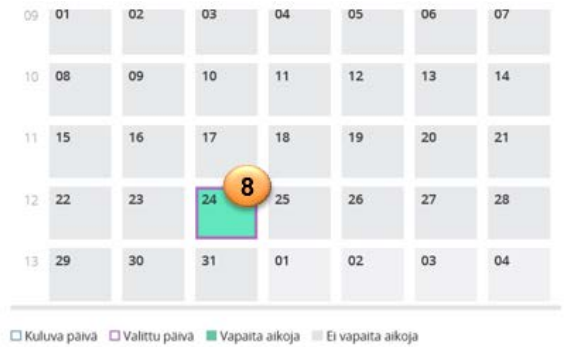 09 01 02 03 04 05 06 07
10 08 09 10 11 12 13 14
11 15 16 17 18 19 20 21
8
12 22 23 24 25 26 27 28
13 29 30 31 01 02 03 04
Kuluva päivä Valittu päivä Vapaita aikoja Ei vapaita aikoja